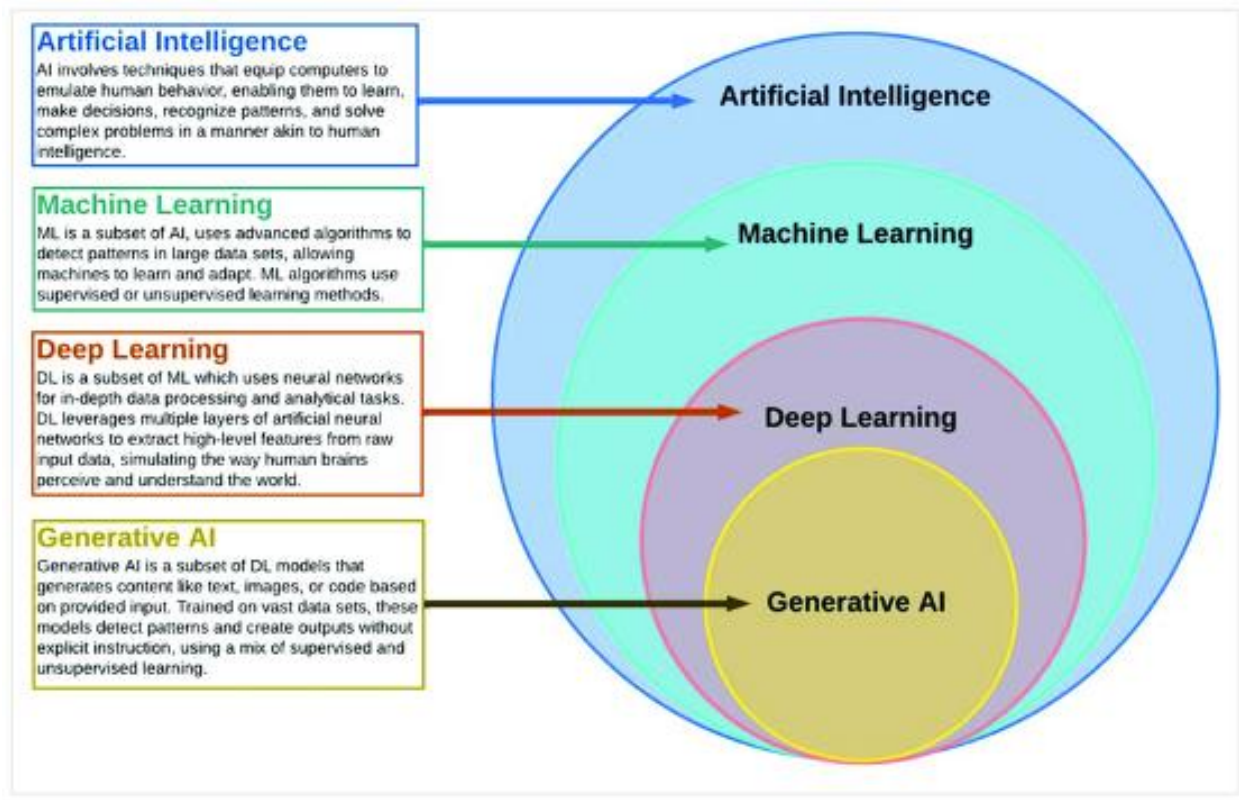 Artificial Intelligence
AI involves techniques that equip computers to
emulate human behavior, enabling them to learn,
make decisions, recognize patterns, and solve
complex problems in a manner akin to human
intelligence.
Machine Learning
ML is a subset of AI, uses advanced algorithms to
detect patterns in large data sets, allowing
machines to learn and adapt. ML algorithms use
supervised or unsupervised learning methods.
Deep Learning
DL is a subset of ML which uses neural networks
for in-depth data processing and analytical tasks.
DL leverages multiple layers of artificial neural
networks to extract high-level features from raw
input data, simulating the way human brains
perceive and understand the world.
Generative AI
Generative AI is a subset of DL models that
generates content like text, images, or code based
on provided input. Trained on vast data sets, these
models detect patterns and create outputs without
explicit instruction, using a mix of supervised and
unsupervised learning.
Artificial Intelligence
Machine Learning
Deep Learning
Generative AI